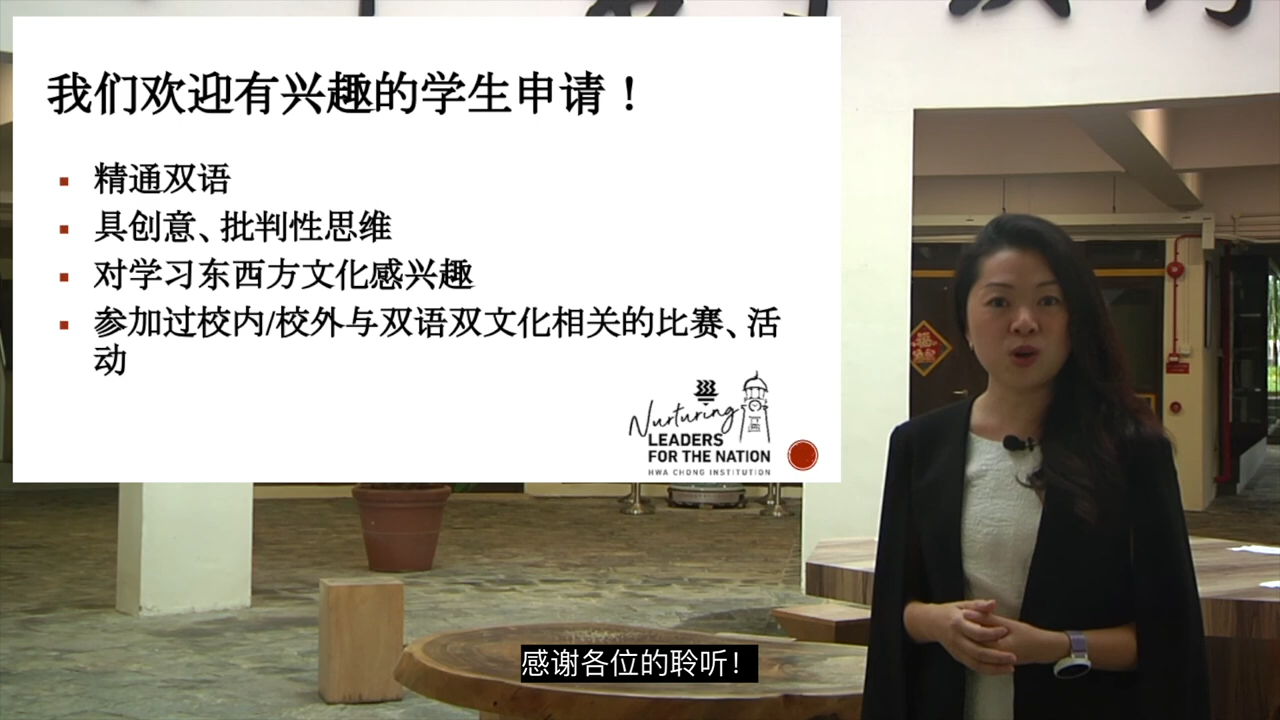 我们欢迎有兴趣的学生申请！
精通双语
具创意、批判性思维
对学习东西方文化感兴趣
参加过校内/校外与双语双文化相关的比赛、活
动
Nurturing
LEADERS
FOR THE NATION
HWA CHONG INSTITUTION
福
感谢各位的聆听！